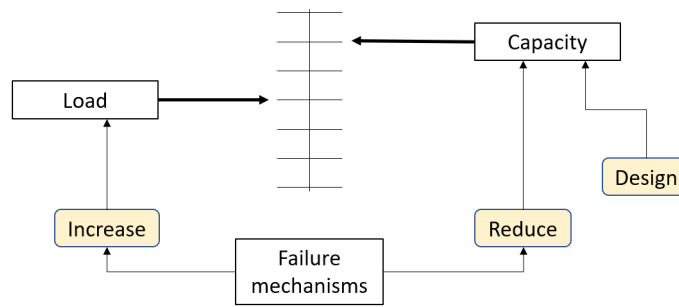 Capacity
Load
Design
Increase
Reduce
Failure
mechanisms